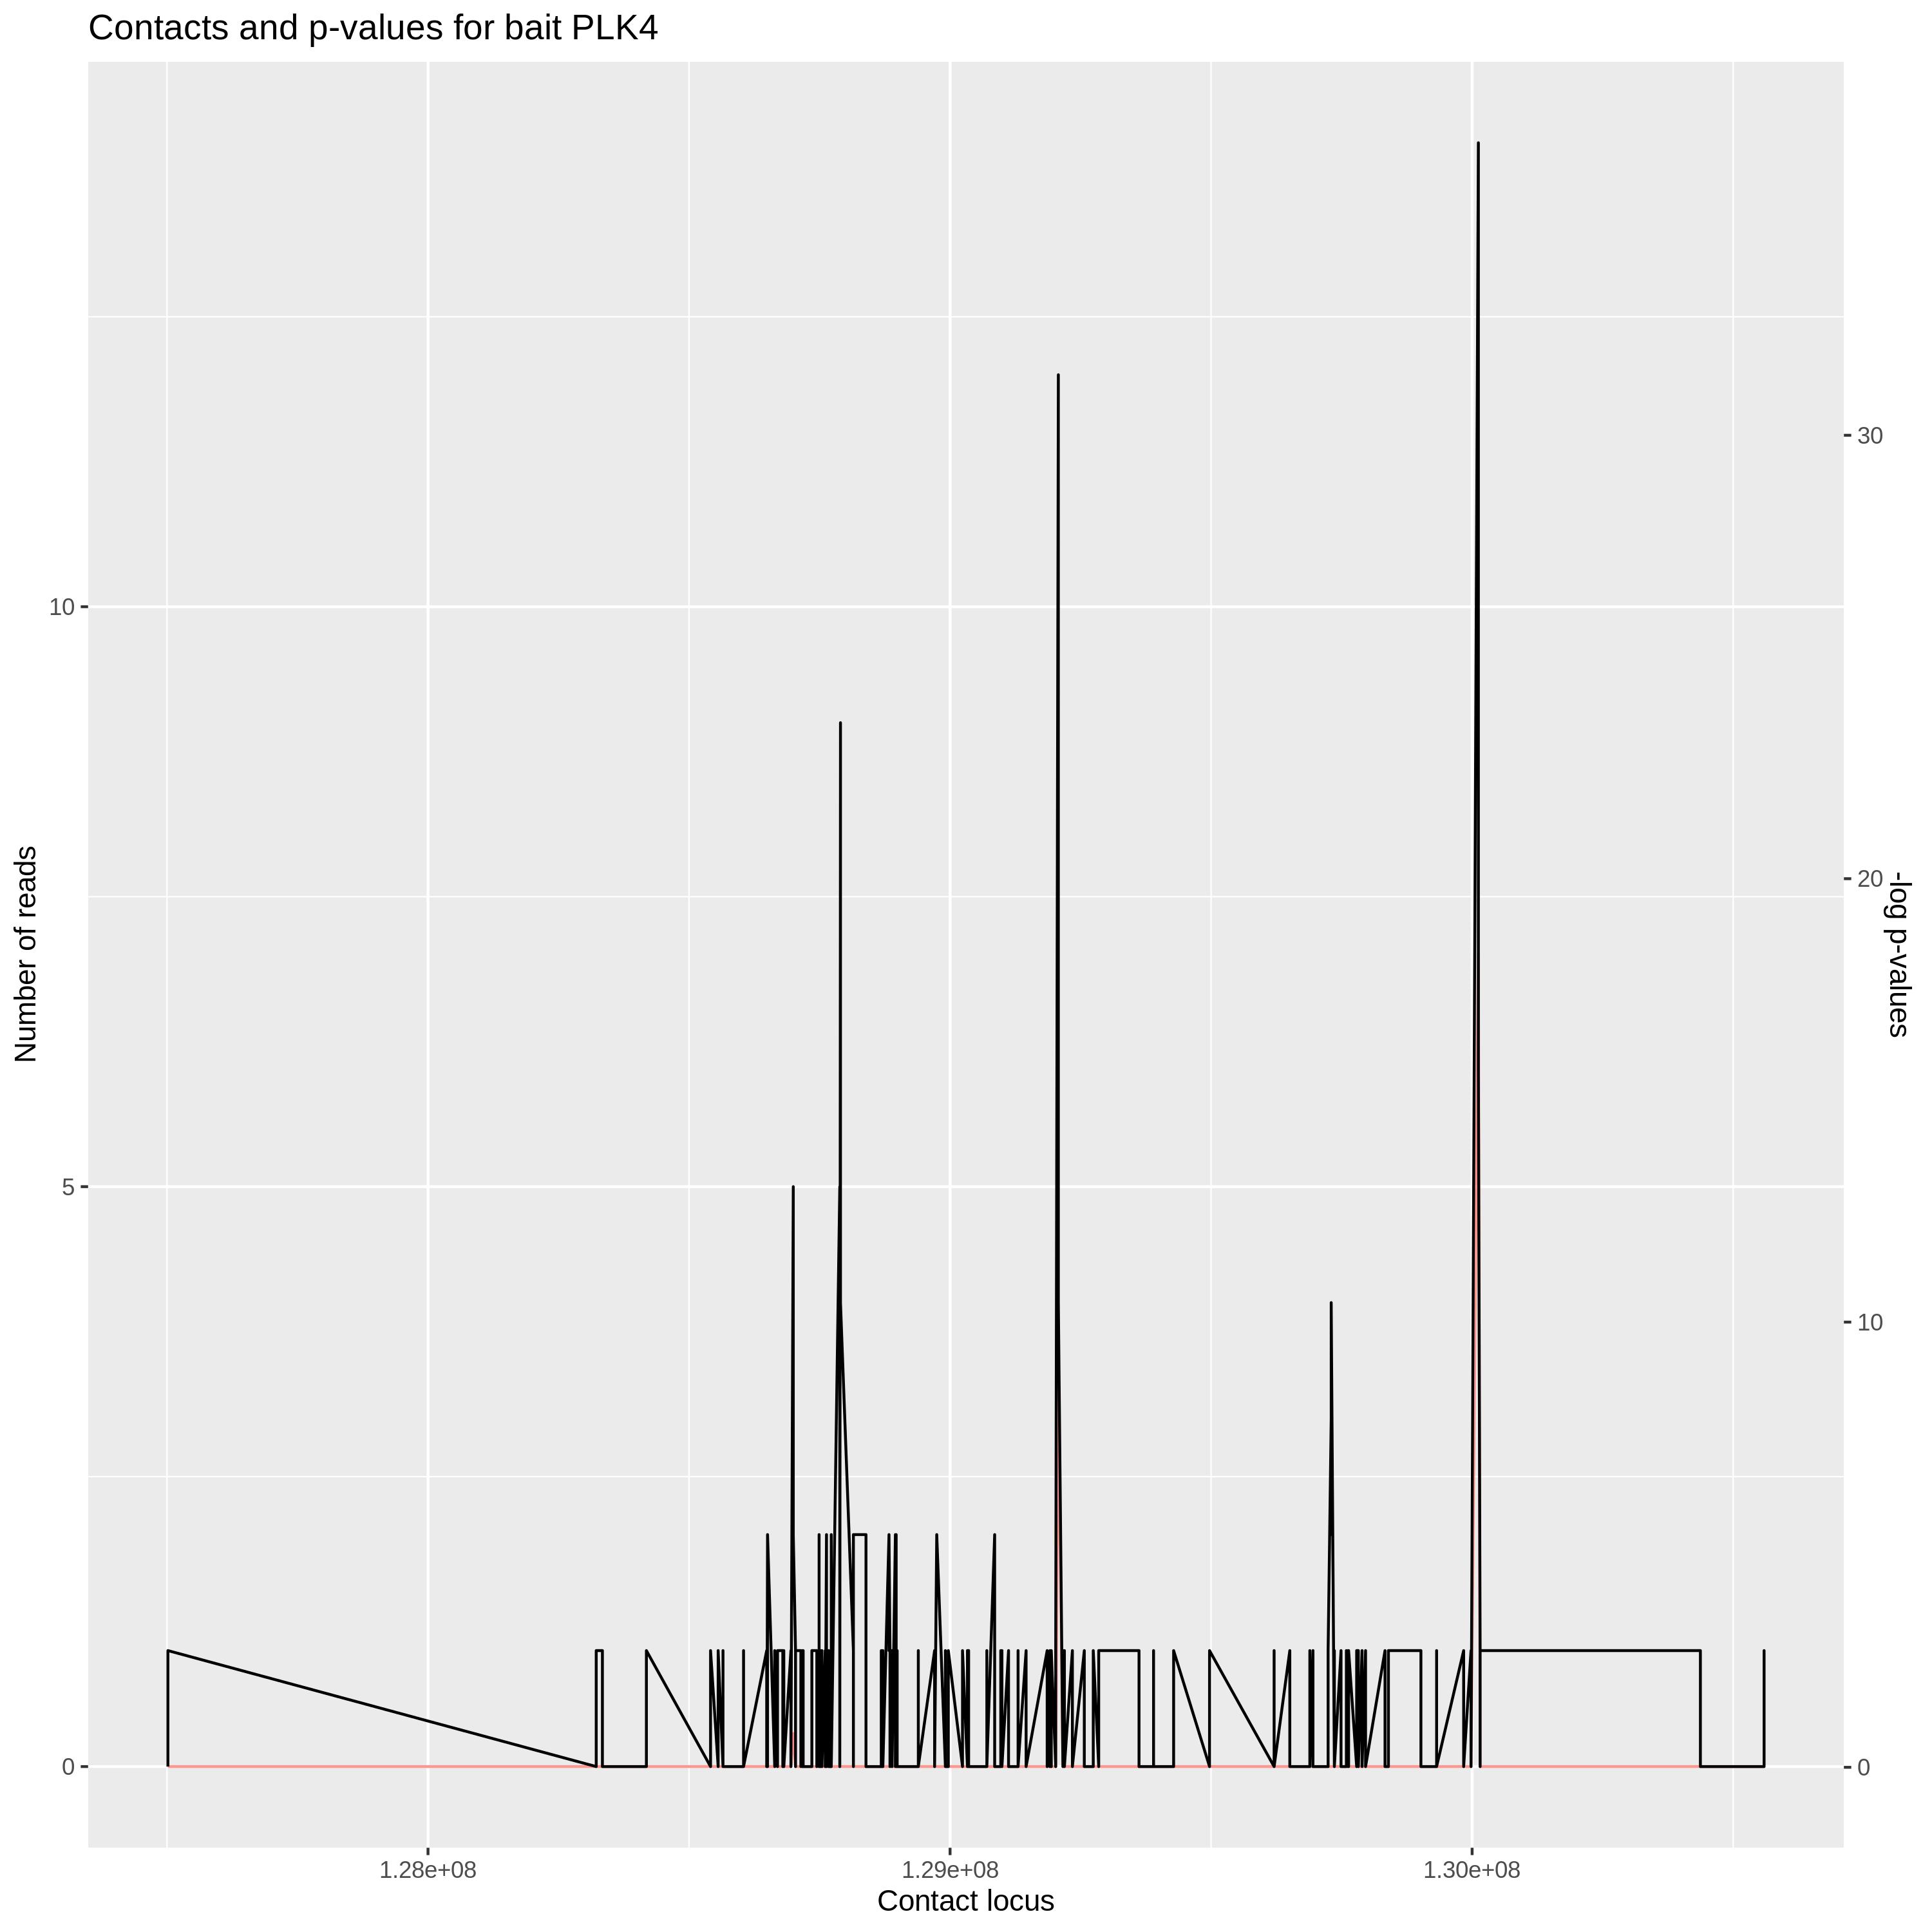 Contacts and p-values for bait PLK4
10
5
0
Number of reads
30
20
10
0
-log p-values
1.28e+08
1.29e+08
1.30e+08
Contact locus